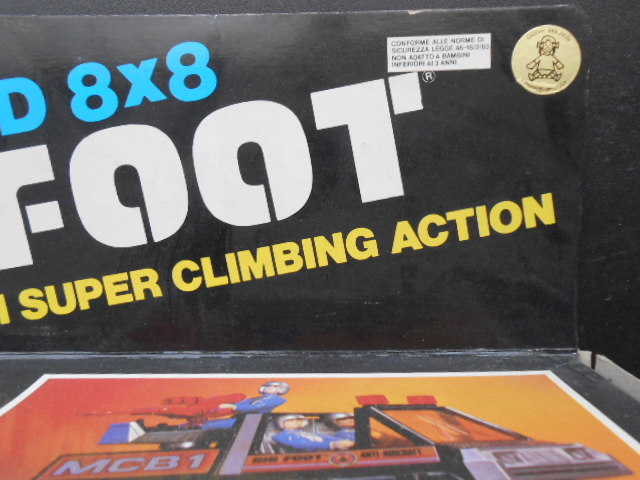 D 8x8
FOOT®
SUPER CLIMBING ACTION
CONFORME ALLE NORME DI
SICUREZZA LEGGE 46-18/2/83.
NON ADATTO A BAMBINI
INFERIORI AI 3 ANNI.
MCB1
GIGI FOOT
ANTI AIRCRAFT